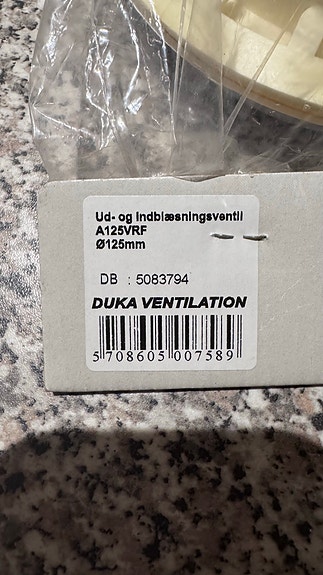 Ud- og indblæsningsventil
A125VRF
Ø125mm
DB : 5083794
DUKA VENTILATION
5 708605 007589